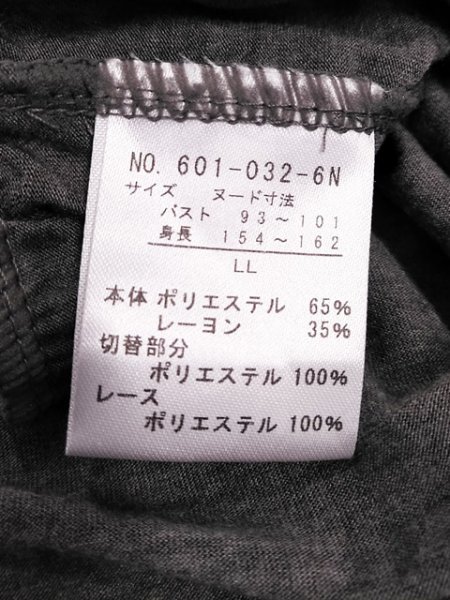 NO. 601-032-6N
サイズ ヌード寸法
バスト 93～101
身長 154～162
LL
本体 ポリエステル 65%
レーヨン 35%
切替部分
ポリエステル 100%
レース
ポリエステル 100%